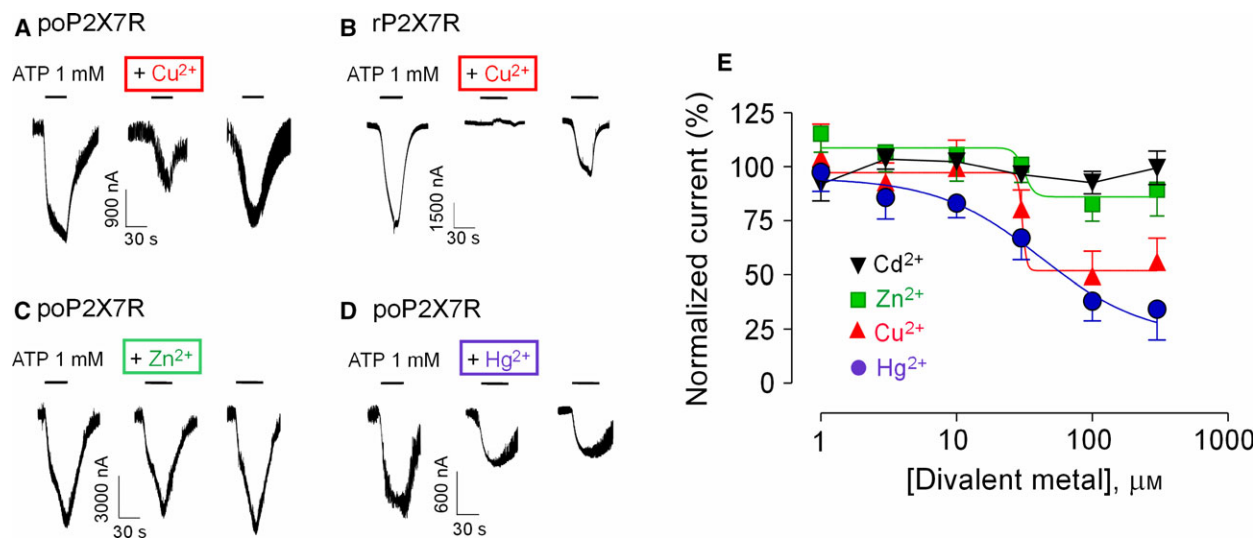 A poP2X7R
ATP 1 mM + Cu²⁺
900 nA
30 s
B rP2X7R
ATP 1 mM + Cu²⁺
1500 nA
30 s
C poP2X7R
ATP 1 mM + Zn²⁺
3000 nA
30 s
D poP2X7R
ATP 1 mM + Hg²⁺
600 nA
30 s
E
Normalized current (%)
125
100
75
50
25
0
Cd²⁺
Zn²⁺
Cu²⁺
Hg²⁺
1 10 100 1000
[Divalent metal], μM